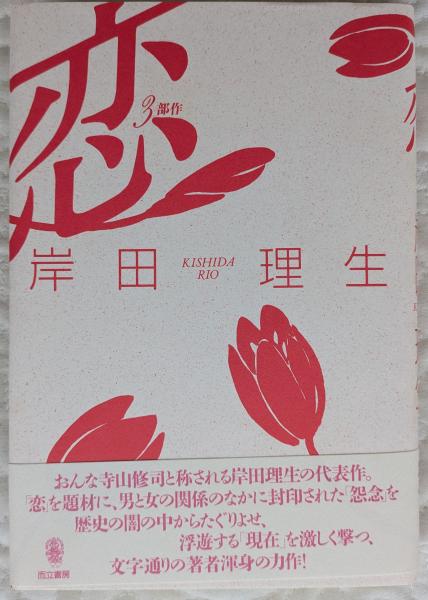 恋
3部作
岸田理生
KISHIDA
RIO
おんな寺山修司と称される岸田理生の代表作。
「恋」を題材に、男と女の関係のなかに封印された「怨念」を
歴史の闇の中からたぐりよせ、
浮遊する「現在」を激しく撃つ、
文字通りの著者渾身の力作!
而立書房